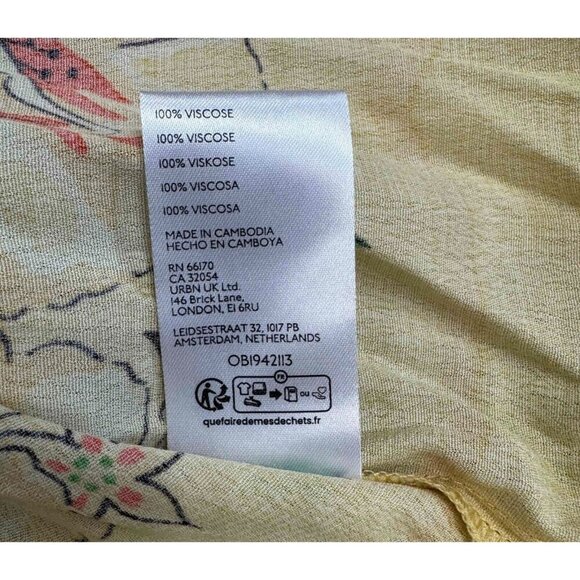 100% VISCOSE
100% VISCOSE
100% VISKOSE
100% VISCOSA
100% VISCOSA
MADE IN CAMBODIA
HECHO EN CAMBOYA
RN 66170
CA 32054
URBN UK Ltd.
146 Brick Lane,
LONDON, E1 6RU
LEIDSESTRAAT 32, 1017 PB
AMSTERDAM, NETHERLANDS
OB1942113
FR
OU
quefairedemesdechets.fr